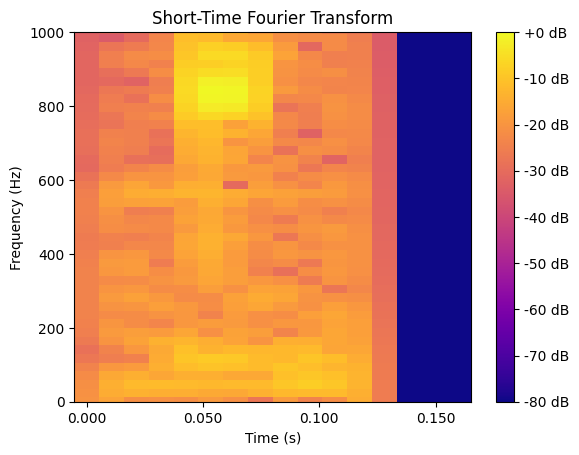 Short-Time Fourier Transform
1000
800
600
400
200
0
Frequency (Hz)
0.000
0.050
0.100
0.150
Time (s)
+0 dB
-10 dB
-20 dB
-30 dB
-40 dB
-50 dB
-60 dB
-70 dB
-80 dB